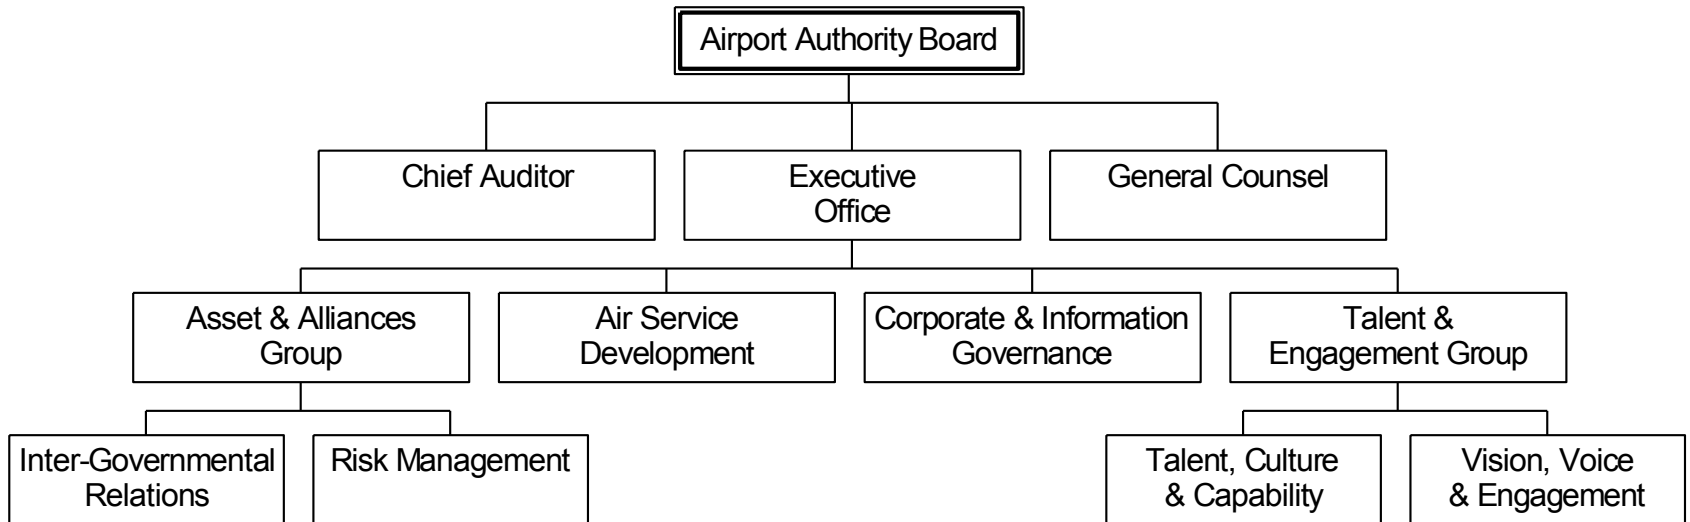 Airport Authority Board
Chief Auditor
Executive
Office
General Counsel
Asset & Alliances
Group
Air Service
Development
Corporate & Information
Governance
Talent &
Engagement Group
Inter-Governmental
Relations
Risk Management
Talent, Culture
& Capability
Vision, Voice
& Engagement